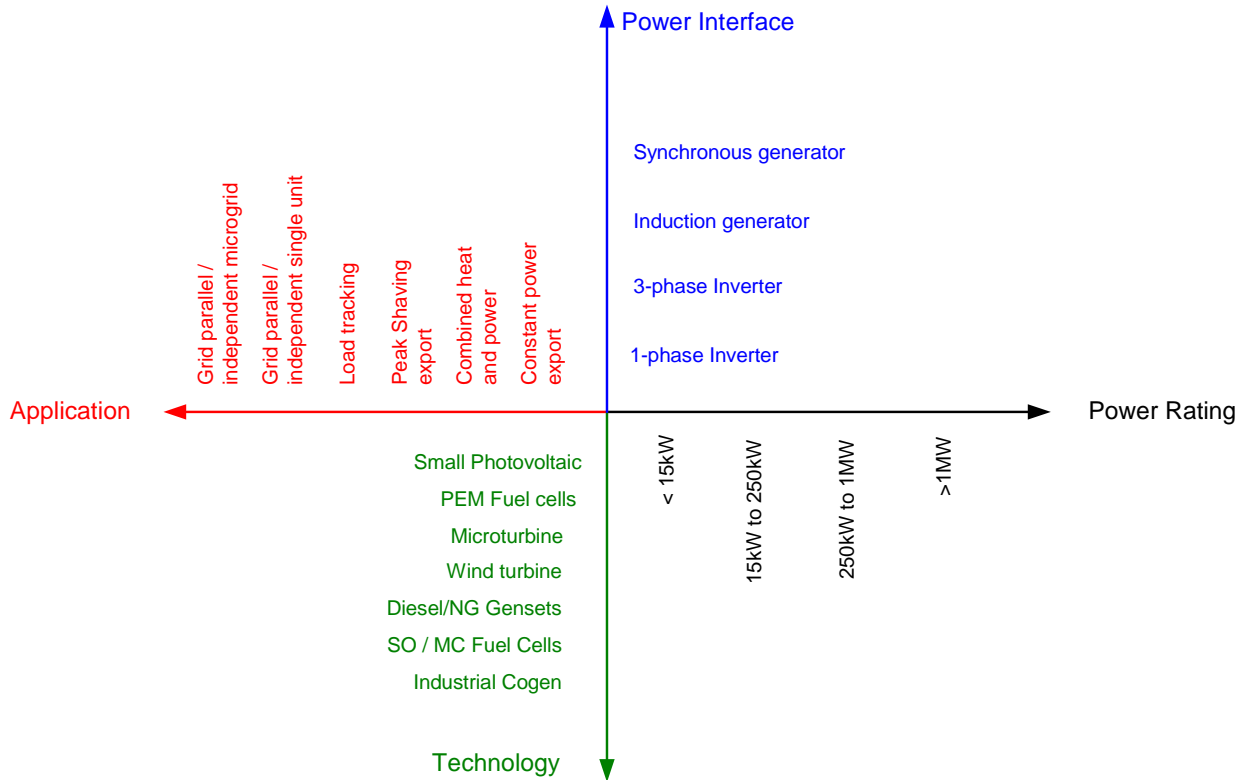 Power Interface
Synchronous generator
Induction generator
3-phase Inverter
1-phase Inverter
Grid parallel /
independent microgrid
Grid parallel /
independent single unit
Load tracking
Peak Shaving
export
Combined heat
and power
Constant power
export
Application
Power Rating
< 15kW
15kW to 250kW
250kW to 1MW
>1MW
Small Photovoltaic
PEM Fuel cells
Microturbine
Wind turbine
Diesel/NG Gensets
SO / MC Fuel Cells
Industrial Cogen
Technology